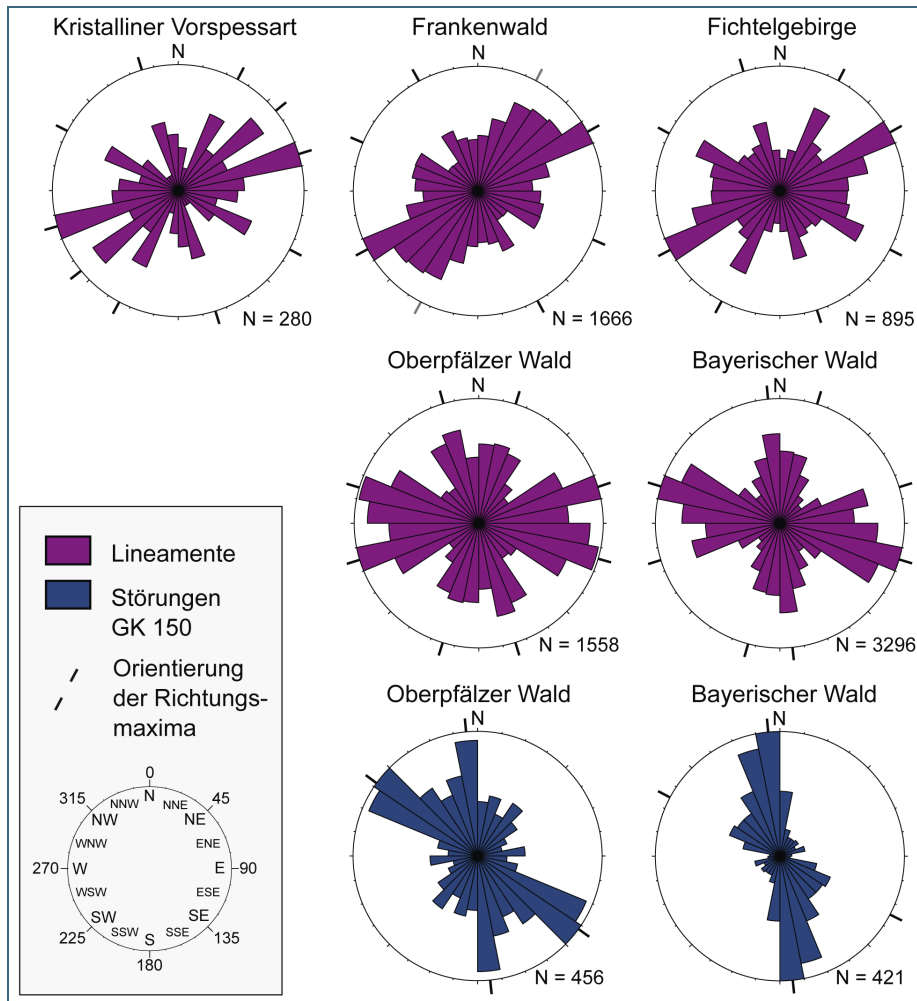 Kristalliner Vorspessart
N
N = 280
Frankenwald
N
N = 1666
Fichtelgebirge
N
N = 895
Oberpfälzer Wald
N
N = 1558
Bayerischer Wald
N
N = 3296
Oberpfälzer Wald
N
N = 456
Bayerischer Wald
N
N = 421
Lineamente
Störungen
GK 150
Orientierung
der Richtungs-
maxima
0
N
NNW
NNE
315
NW
NE
45
WNW
ENE
270
W
E
90
WSW
ESE
SW
SE
225
135
SSW
SSE
S
180